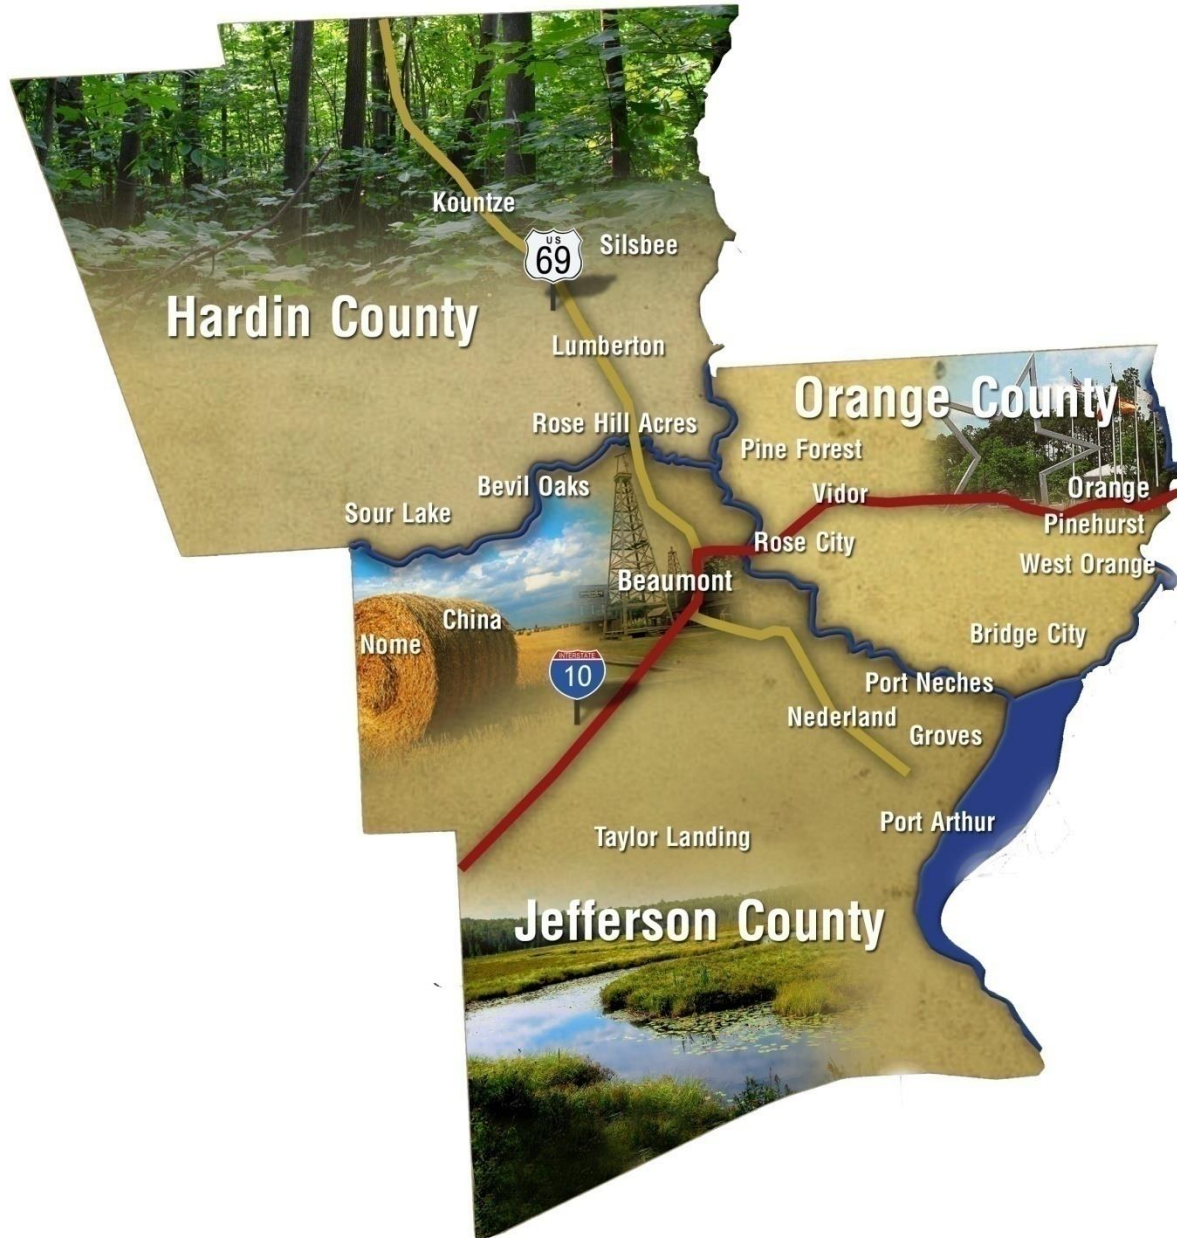 Kountze
US
69
Silsbee
Hardin County
Lumberton
Orange County
Rose Hill Acres
Pine Forest
Bevil Oaks
Vidor
Orange
Sour Lake
Pinehurst
Rose City
West Orange
Beaumont
China
Nome
Bridge City
INTERSTATE
10
Port Neches
Nederland
Groves
Port Arthur
Taylor Landing
Jefferson County